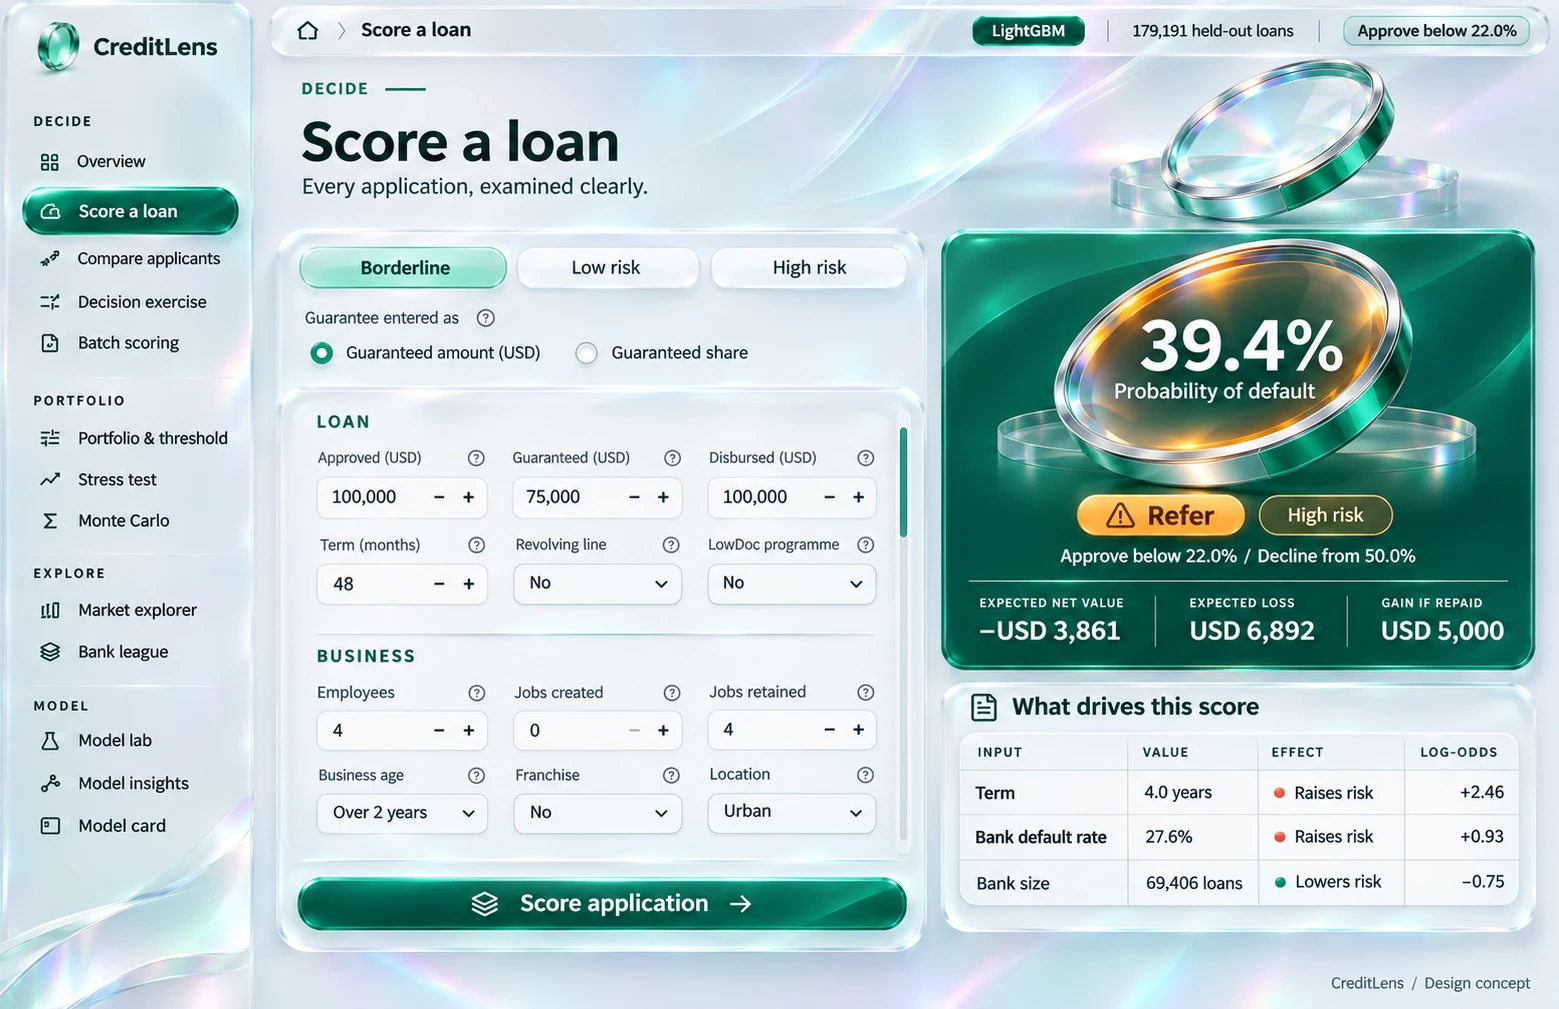 CreditLens
DECIDE
Overview
Score a loan
Compare applicants
Decision exercise
Batch scoring
PORTFOLIO
Portfolio & threshold
Stress test
Monte Carlo
EXPLORE
Market explorer
Bank league
MODEL
Model lab
Model insights
Model card
Score a loan
LightGBM
179,191 held-out loans
Approve below 22.0%
DECIDE
Score a loan
Every application, examined clearly.
Borderline Low risk High risk
Guarantee entered as ?
Guaranteed amount (USD) Guaranteed share
LOAN
Approved (USD) ? Guaranteed (USD) ? Disbursed (USD) ?
100,000 − + 75,000 − + 100,000 − +
Term (months) ? Revolving line ? LowDoc programme ?
48 − + No No
BUSINESS
Employees ? Jobs created ? Jobs retained ?
4 − + 0 − + 4 − +
Business age ? Franchise ? Location ?
Over 2 years No Urban
Score application →
39.4%
Probability of default
Refer High risk
Approve below 22.0% / Decline from 50.0%
EXPECTED NET VALUE EXPECTED LOSS GAIN IF REPAID
−USD 3,861 USD 6,892 USD 5,000
What drives this score
INPUT VALUE EFFECT LOG-ODDS
Term 4.0 years Raises risk +2.46
Bank default rate 27.6% Raises risk +0.93
Bank size 69,406 loans Lowers risk −0.75
CreditLens / Design concept